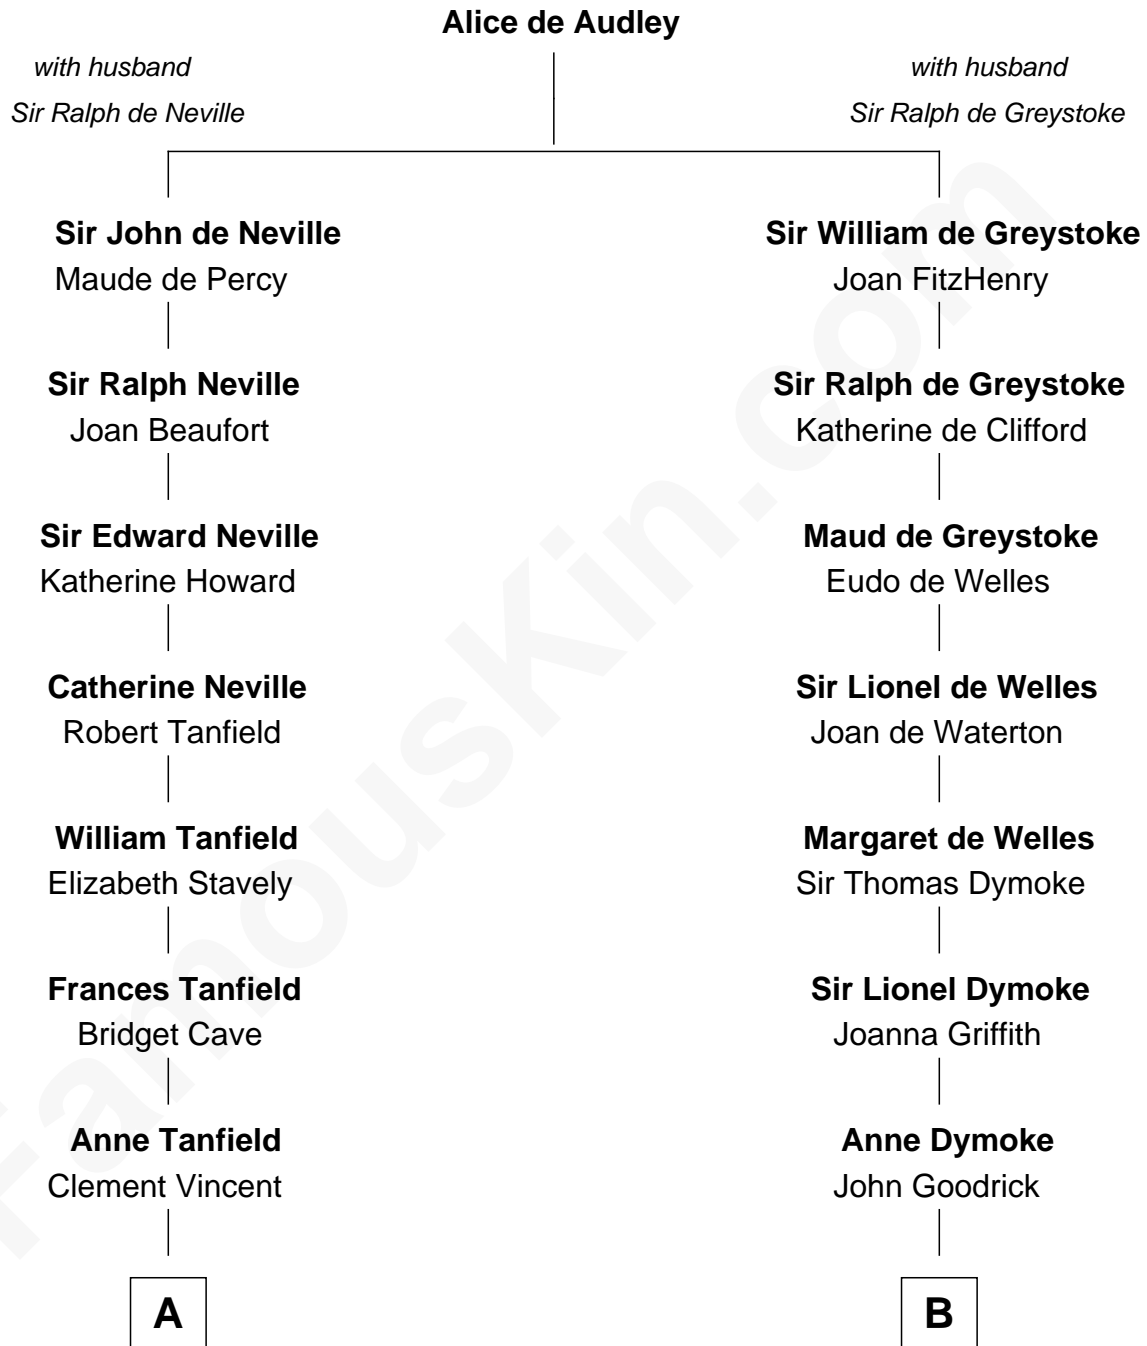 Alice de Audley
with husband
Sir Ralph de Neville
with husband
Sir Ralph de Greystoke
Sir John de Neville
Maude de Percy
Sir William de Greystoke
Joan FitzHenry
Sir Ralph Neville
Joan Beaufort
Sir Ralph de Greystoke
Katherine de Clifford
Sir Edward Neville
Katherine Howard
Maud de Greystoke
Eudo de Welles
Catherine Neville
Robert Tanfield
Sir Lionel de Welles
Joan de Waterton
William Tanfield
Elizabeth Stavely
Margaret de Welles
Sir Thomas Dymoke
Frances Tanfield
Bridget Cave
Sir Lionel Dymoke
Joanna Griffith
Anne Tanfield
Clement Vincent
Anne Dymoke
John Goodrick
A
B
FamousKin.com